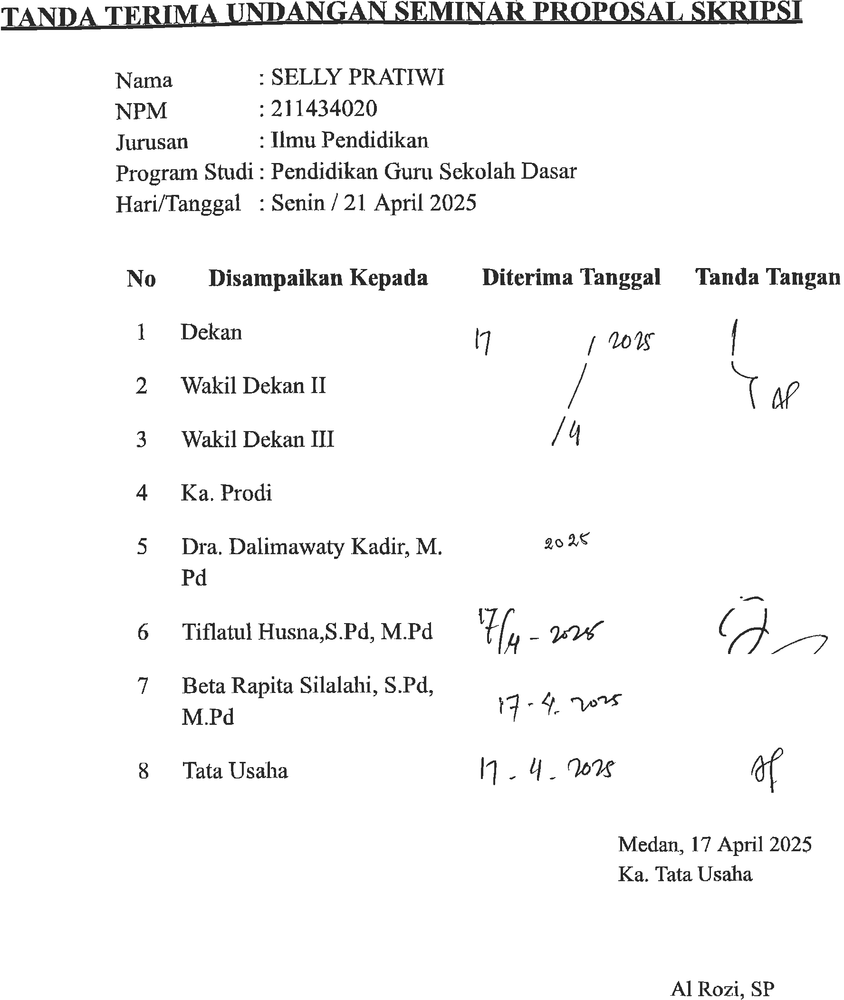 TANDA TERIMA UNDANGAN SEMINAR PROPOSAL SKRIPSI
Nama : SELLY PRATIWI
NPM : 211434020
Jurusan : Ilmu Pendidikan
Program Studi : Pendidikan Guru Sekolah Dasar
Hari/Tanggal : Senin / 21 April 2025
No Disampaikan Kepada Diterima Tanggal Tanda Tangan
1 Dekan 17 / 2025
2 Wakil Dekan II
3 Wakil Dekan III / 4
4 Ka. Prodi
5 Dra. Dalimawaty Kadir, M. 2025
Pd
6 Tiflatul Husna,S.Pd, M.Pd 17/4 - 2025
7 Beta Rapita Silalahi, S.Pd,
M.Pd 17 - 4. 2025
8 Tata Usaha 17 - 4 - 2025
Medan, 17 April 2025
Ka. Tata Usaha
Al Rozi, SP